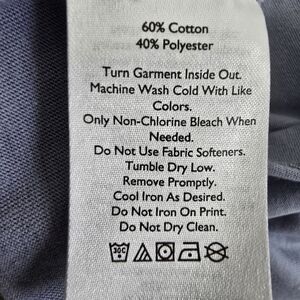 60% Cotton
40% Polyester
Turn Garment Inside Out.
Machine Wash Cold With Like
Colors.
Only Non-Chlorine Bleach When
Needed.
Do Not Use Fabric Softeners.
Tumble Dry Low.
Remove Promptly.
Cool Iron As Desired.
Do Not Iron On Print.
Do Not Dry Clean.
30C